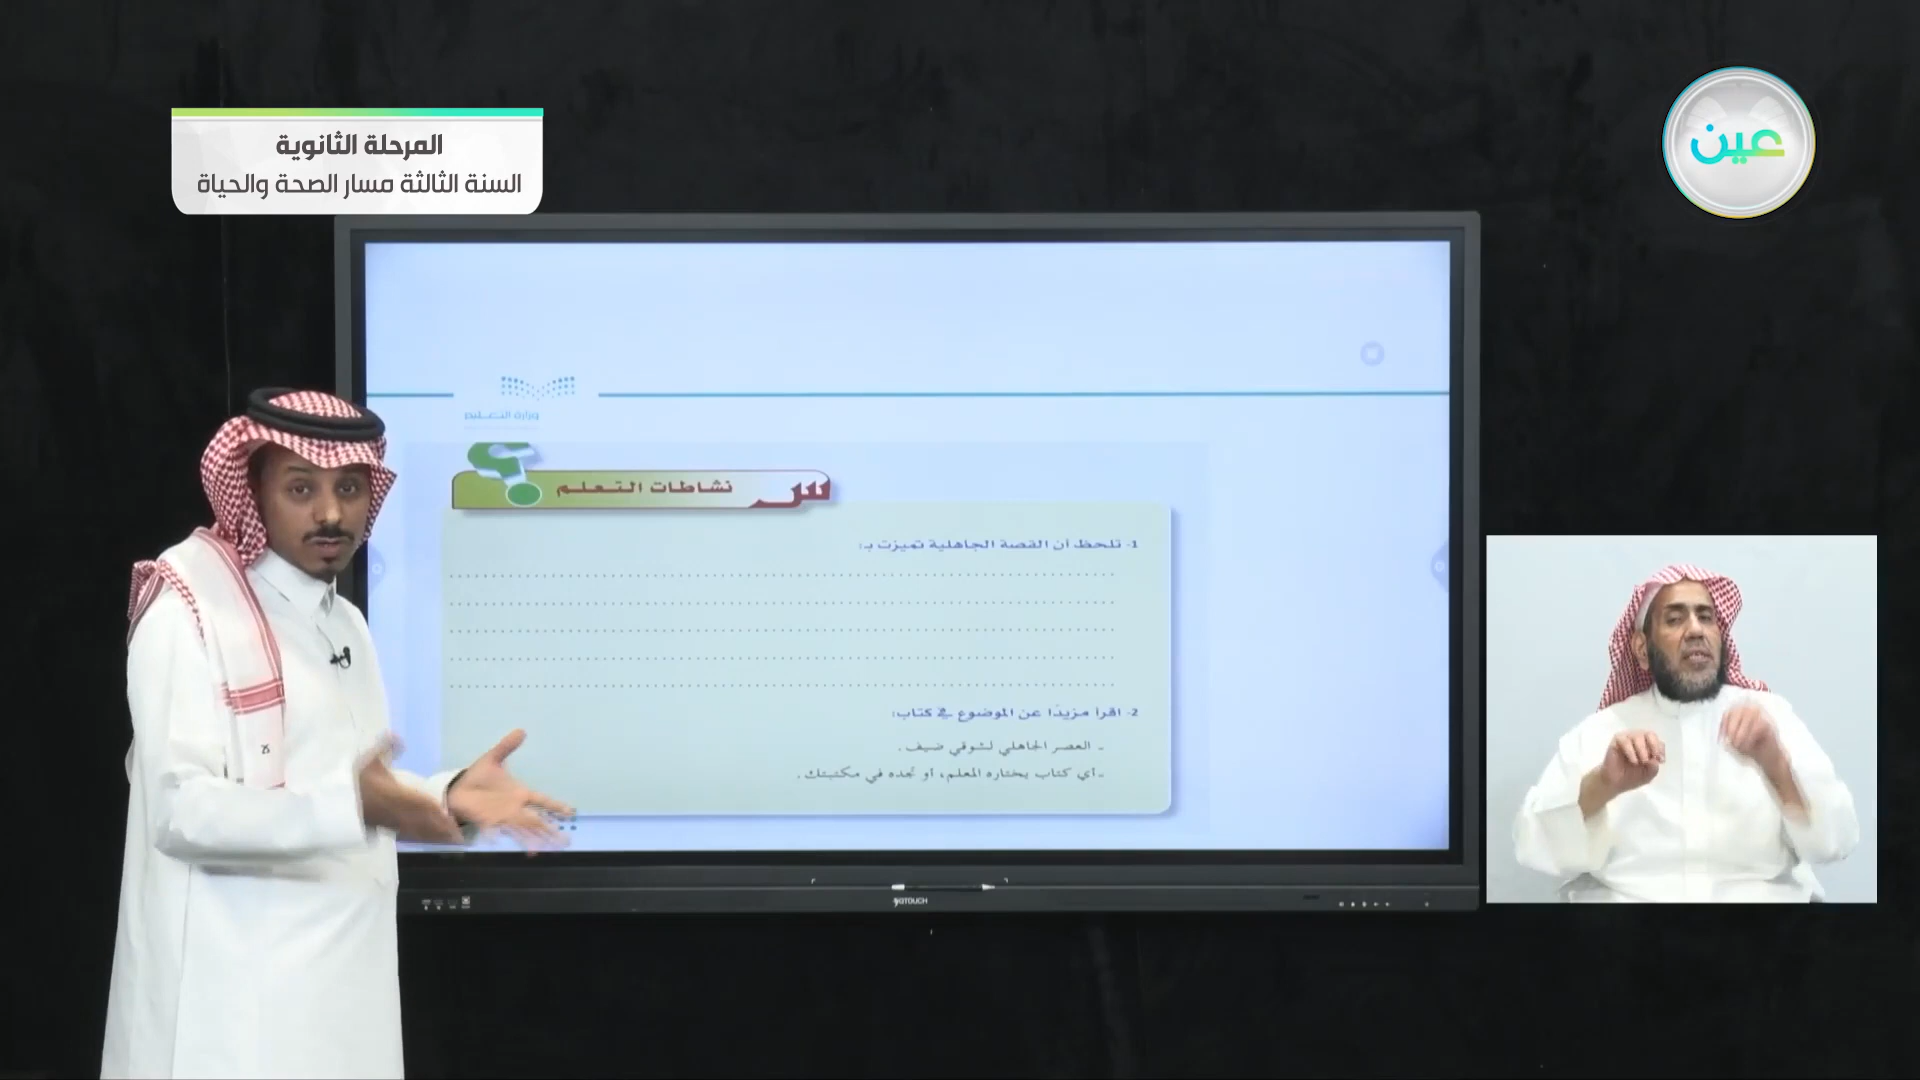 المرحلة الثانوية
السنة الثالثة مسار الصحة والحياة
عين
وزارة التعليم
س نشاطات التعلم ؟
1- تلحظ أن القصة الجاهلية تميزت بـ:
2- اقرأ مزيدًا عن الموضوع في كتاب:
- العصر الجاهلي لشوقي ضيف.
- أي كتاب يختاره المعلم، أو تجده في مكتبتك.